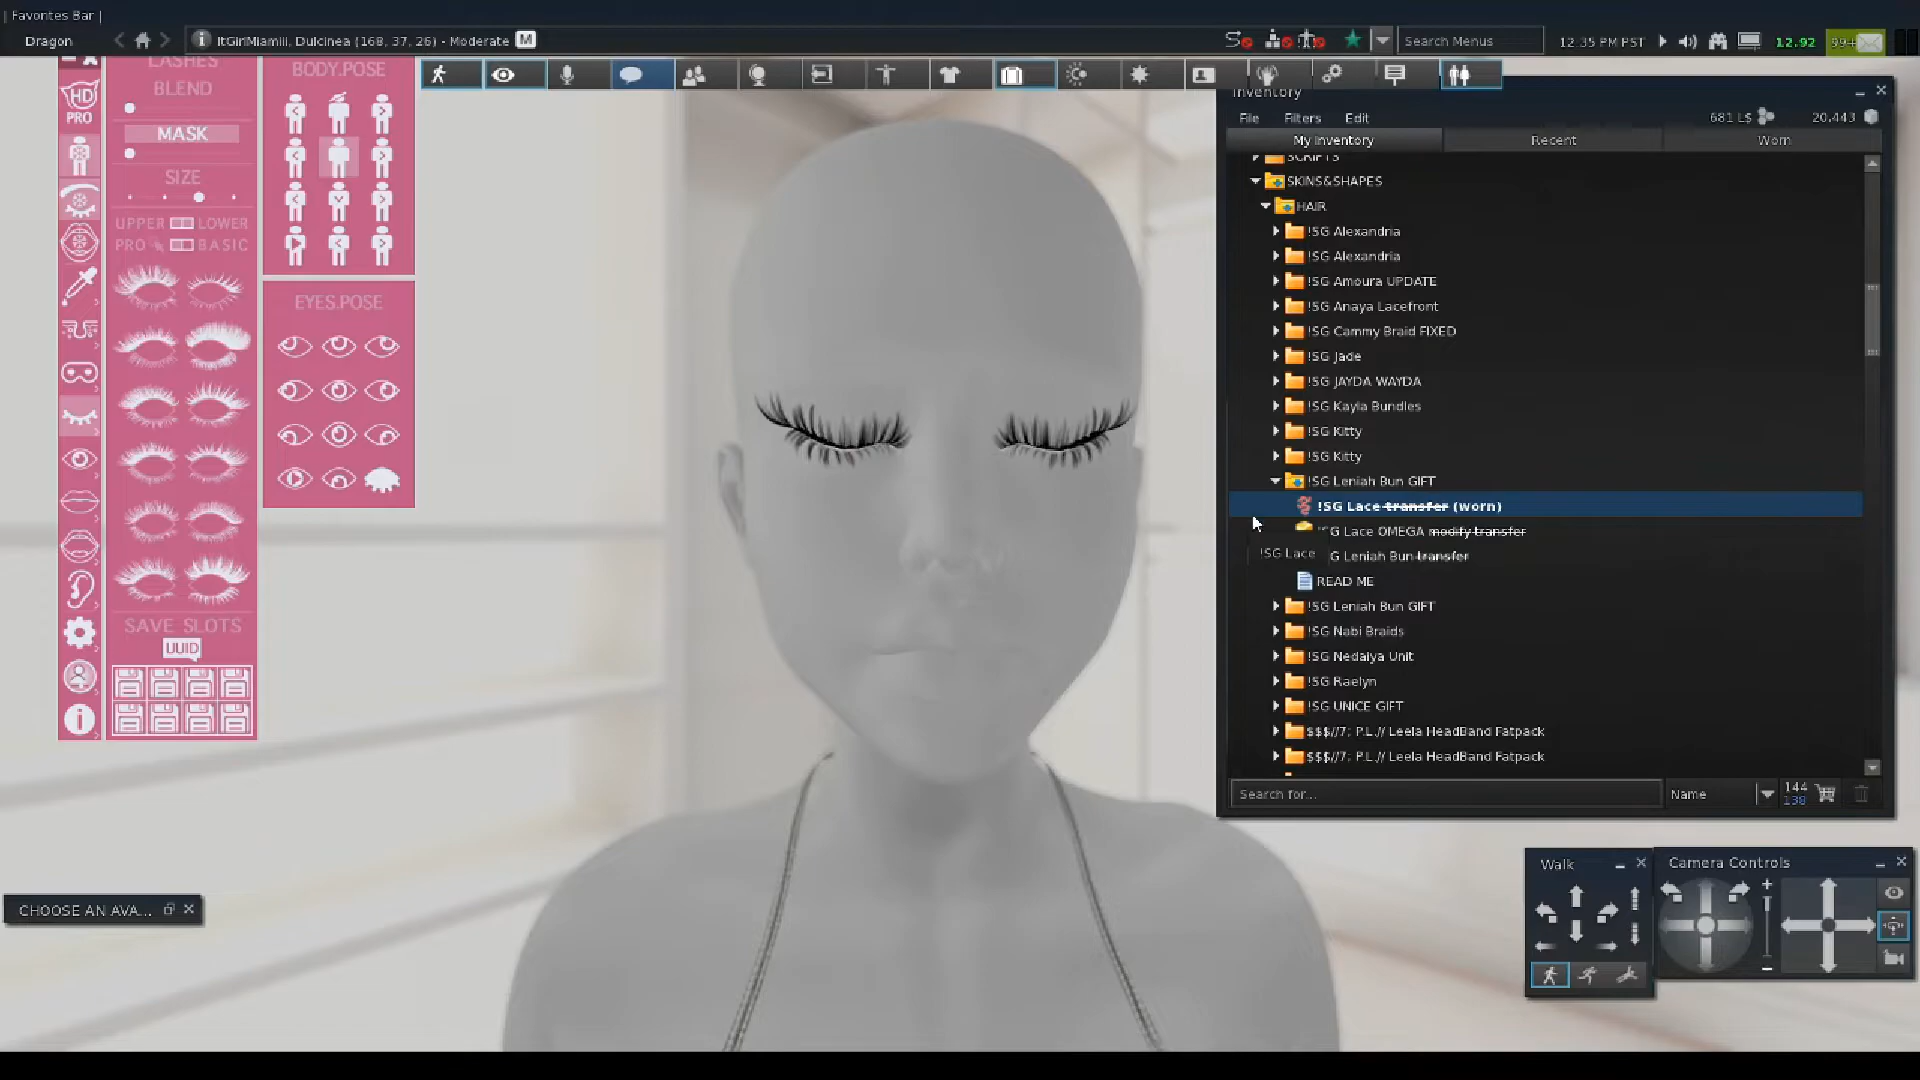 | Favorites Bar |
Dragon
ItGirlMiamiii, Dulcinea (168, 37, 26) - Moderate M
Search Menus
12:35 PM PST
12.92
99+
LASHES
BLEND
MASK
SIZE
UPPER LOWER
PRO BASIC
SAVE SLOTS
UUID
HD
PRO
BODY.POSE
EYES.POSE
Inventory
File Filters Edit
681 L$
20,443
My Inventory
Recent
Worn
SCRIPTS
SKINS&SHAPES
HAIR
!SG Alexandria
!SG Alexandria
!SG Amoura UPDATE
!SG Anaya Lacefront
!SG Cammy Braid FIXED
!SG Jade
!SG JAYDA WAYDA
!SG Kayla Bundles
!SG Kitty
!SG Kitty
!SG Leniah Bun GIFT
!SG Lace transfer (worn)
G Lace OMEGA modify transfer
!SG Lace
G Leniah Bun transfer
READ ME
!SG Leniah Bun GIFT
!SG Nabi Braids
!SG Nedaiya Unit
!SG Raelyn
!SG UNICE GIFT
$$$//7; P.L.// Leela HeadBand Fatpack
$$$//7; P.L.// Leela HeadBand Fatpack
Search for...
Name
144
138
Walk
Camera Controls
CHOOSE AN AVA...